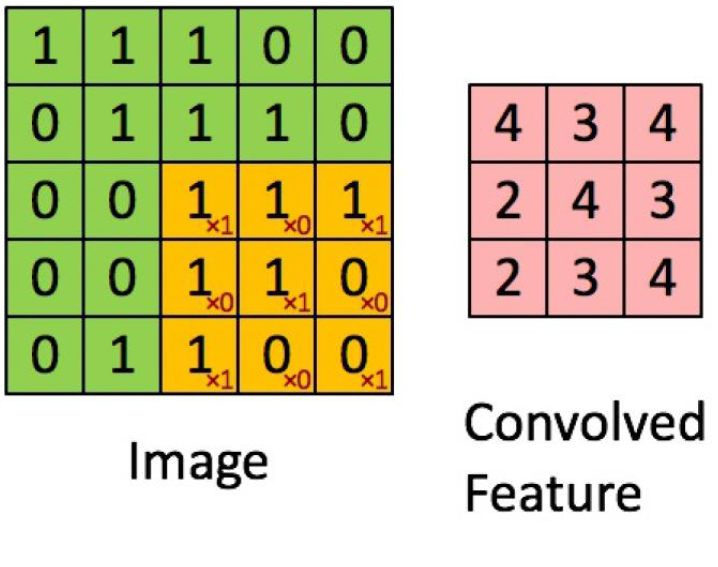 1 1 1 0 0
0 1 1 1 0
0 0 1×1 1×0 1×1
0 0 1×0 1×1 0×0
0 1 1×1 0×0 0×1
Image
4 3 4
2 4 3
2 3 4
Convolved
Feature